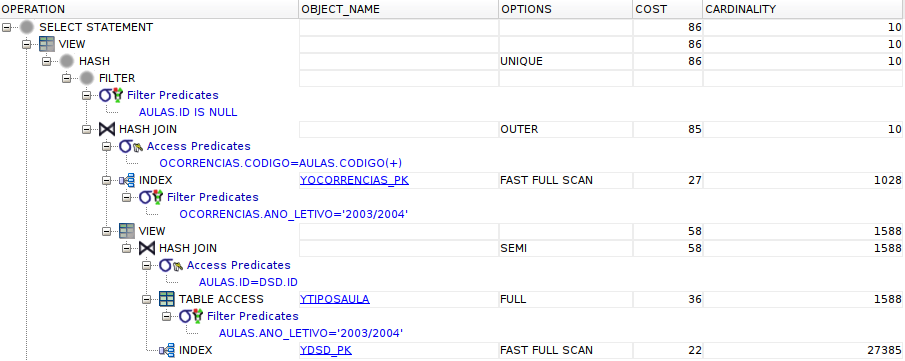 OPERATION OBJECT_NAME OPTIONS COST CARDINALITY
SELECT STATEMENT 86 10
VIEW 86 10
HASH UNIQUE 86 10
FILTER
Filter Predicates
AULAS.ID IS NULL
HASH JOIN OUTER 85 10
Access Predicates
OCORRENCIAS.CODIGO=AULAS.CODIGO(+)
INDEX YOCORRENCIAS_PK FAST FULL SCAN 27 1028
Filter Predicates
OCORRENCIAS.ANO_LETIVO='2003/2004'
VIEW 58 1588
HASH JOIN SEMI 58 1588
Access Predicates
AULAS.ID=DSD.ID
TABLE ACCESS YTIPOSAULA FULL 36 1588
Filter Predicates
AULAS.ANO_LETIVO='2003/2004'
INDEX YDSD_PK FAST FULL SCAN 22 27385